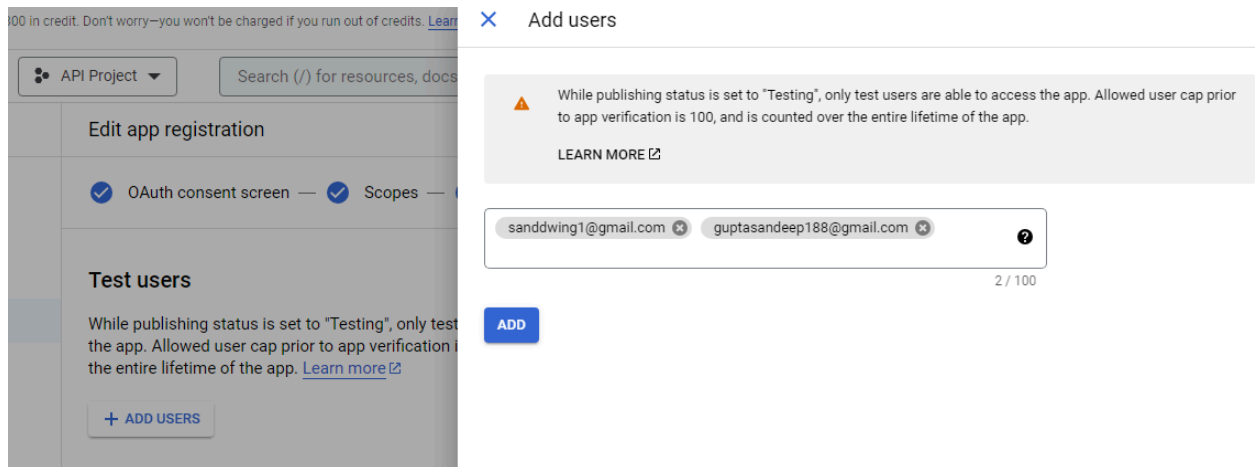 300 in credit. Don't worry—you won't be charged if you run out of credits. Learn
API Project
Search (/) for resources, docs
Edit app registration
OAuth consent screen — Scopes —
Test users
While publishing status is set to "Testing", only test
the app. Allowed user cap prior to app verification i
the entire lifetime of the app. Learn more
+ ADD USERS
Add users
While publishing status is set to "Testing", only test users are able to access the app. Allowed user cap prior
to app verification is 100, and is counted over the entire lifetime of the app.
LEARN MORE
sanddwing1@gmail.com guptasandeep188@gmail.com
2 / 100
ADD